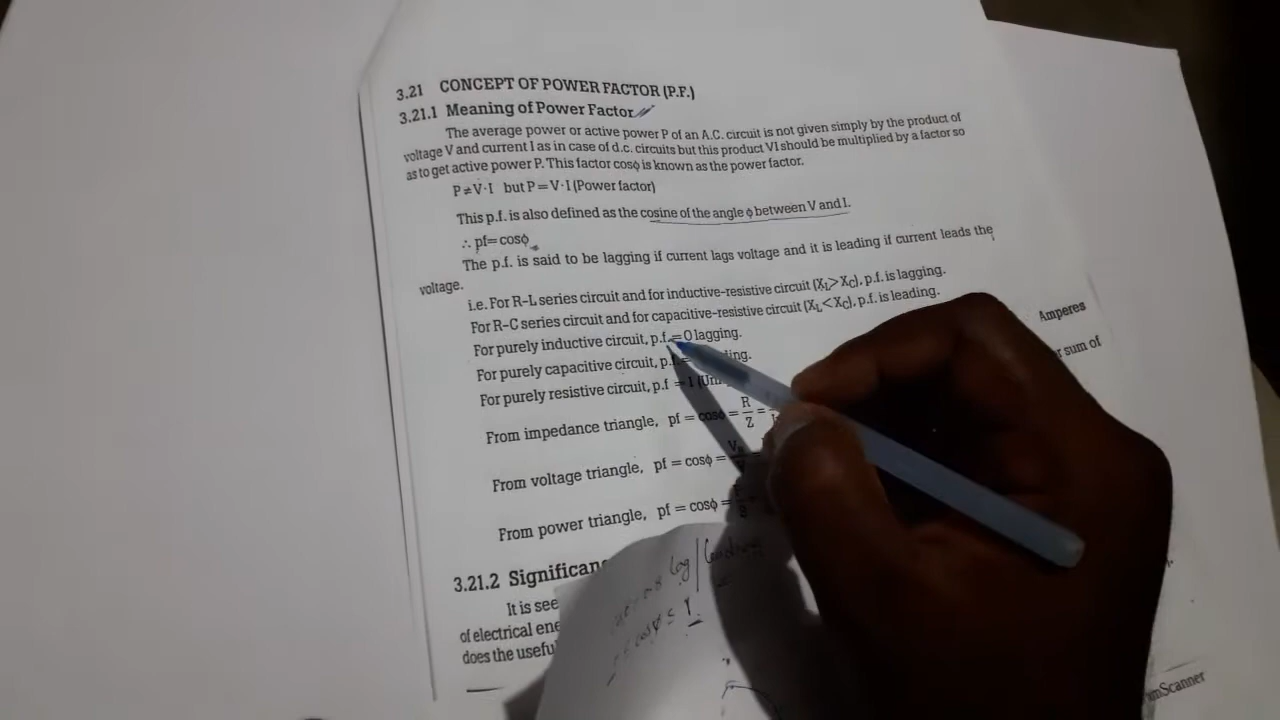 3.21 CONCEPT OF POWER FACTOR (P.F.)
3.21.1 Meaning of Power Factor
The average power or active power P of an A.C. circuit is not given simply by the product of
voltage V and current I as in case of d.c. circuits but this product VI should be multiplied by a factor so
as to get active power P. This factor cosϕ is known as the power factor.
P≠V·I but P=V·I (Power factor)
This p.f. is also defined as the cosine of the angle ϕ between V and I.
∴ pf=cosϕ
The p.f. is said to be lagging if current lags voltage and it is leading if current leads the
voltage.
i.e. For R-L series circuit and for inductive-resistive circuit (X_L>X_C), p.f. is lagging.
For R-C series circuit and for capacitive-resistive circuit (X_L<X_C), p.f. is leading.
For purely inductive circuit, p.f.=0 lagging.
For purely capacitive circuit, p.f.=
For purely resistive circuit, p.f =1
From impedance triangle, pf = cosϕ = R/Z =
From voltage triangle, pf = cosϕ =
From power triangle, pf = cosϕ =
3.21.2
It is see
of electrical ene
does the useful
Amperes
sum of
log
cosϕ ≤ 1